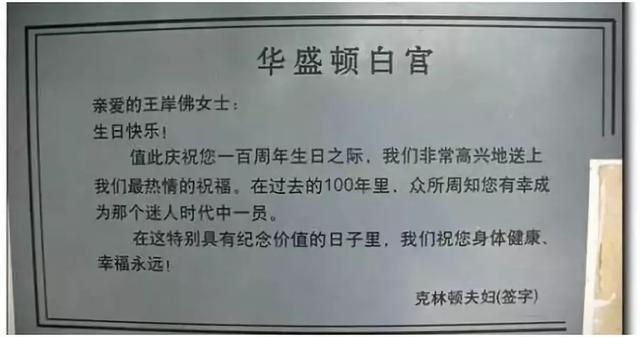 华盛顿白宫
亲爱的王岸佛女士：
生日快乐！
值此庆祝您一百周年生日之际，我们非常高兴地送上
我们最热情的祝福。在过去的100年里，众所周知您有幸成
为那个迷人时代中一员。
在这特别具有纪念价值的日子里，我们祝您身体健康、
幸福永远！
克林顿夫妇(签字)